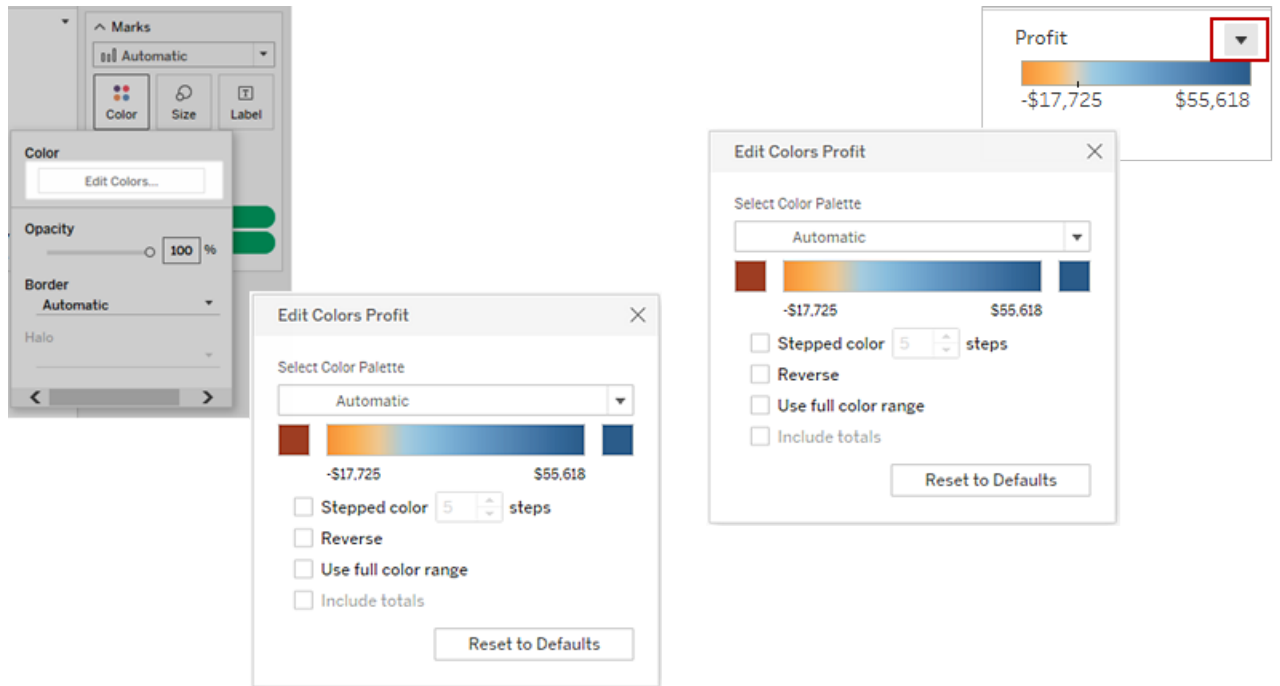 Marks
Automatic
Color
Size
T
Label
Color
Edit Colors...
Opacity
100 %
Border
Automatic
Halo
Edit Colors Profit
Select Color Palette
Automatic
-$17,725 $55,618
Stepped color 5 steps
Reverse
Use full color range
Include totals
Reset to Defaults
Profit
-$17,725 $55,618
Edit Colors Profit
Select Color Palette
Automatic
-$17,725 $55,618
Stepped color 5 steps
Reverse
Use full color range
Include totals
Reset to Defaults